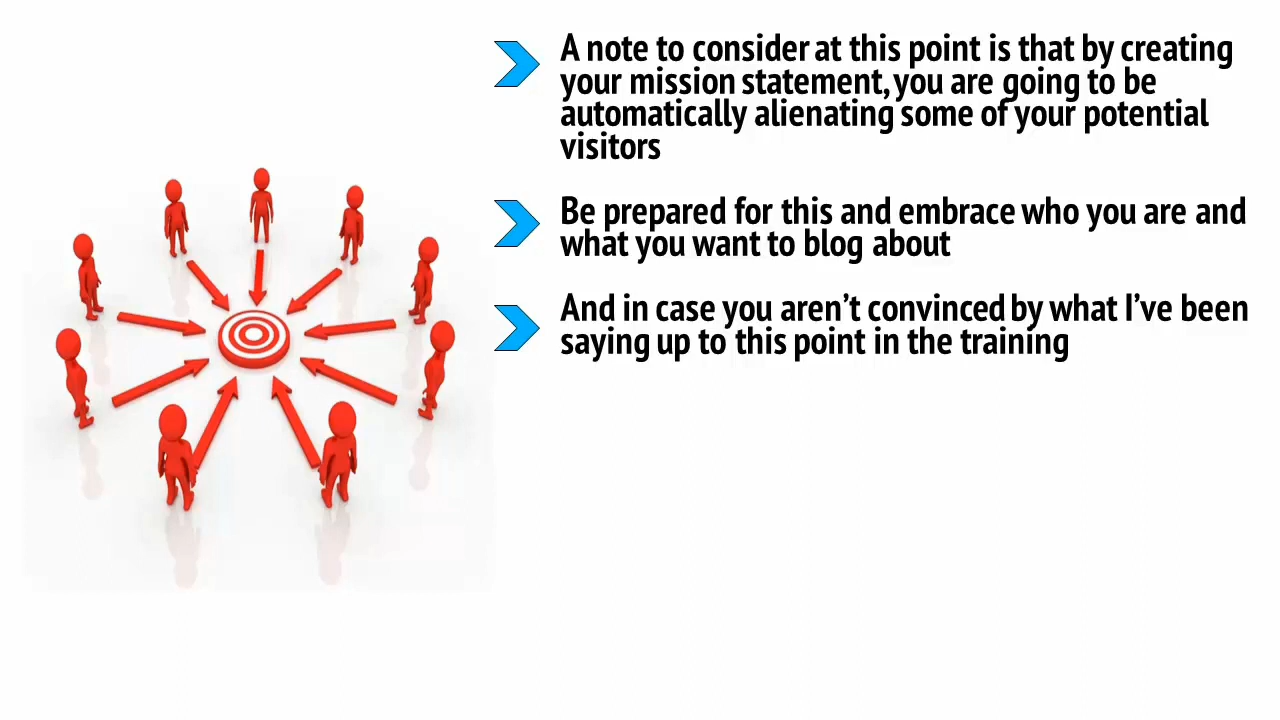 A note to consider at this point is that by creating
your mission statement, you are going to be
automatically alienating some of your potential
visitors
Be prepared for this and embrace who you are and
what you want to blog about
And in case you aren’t convinced by what I’ve been
saying up to this point in the training